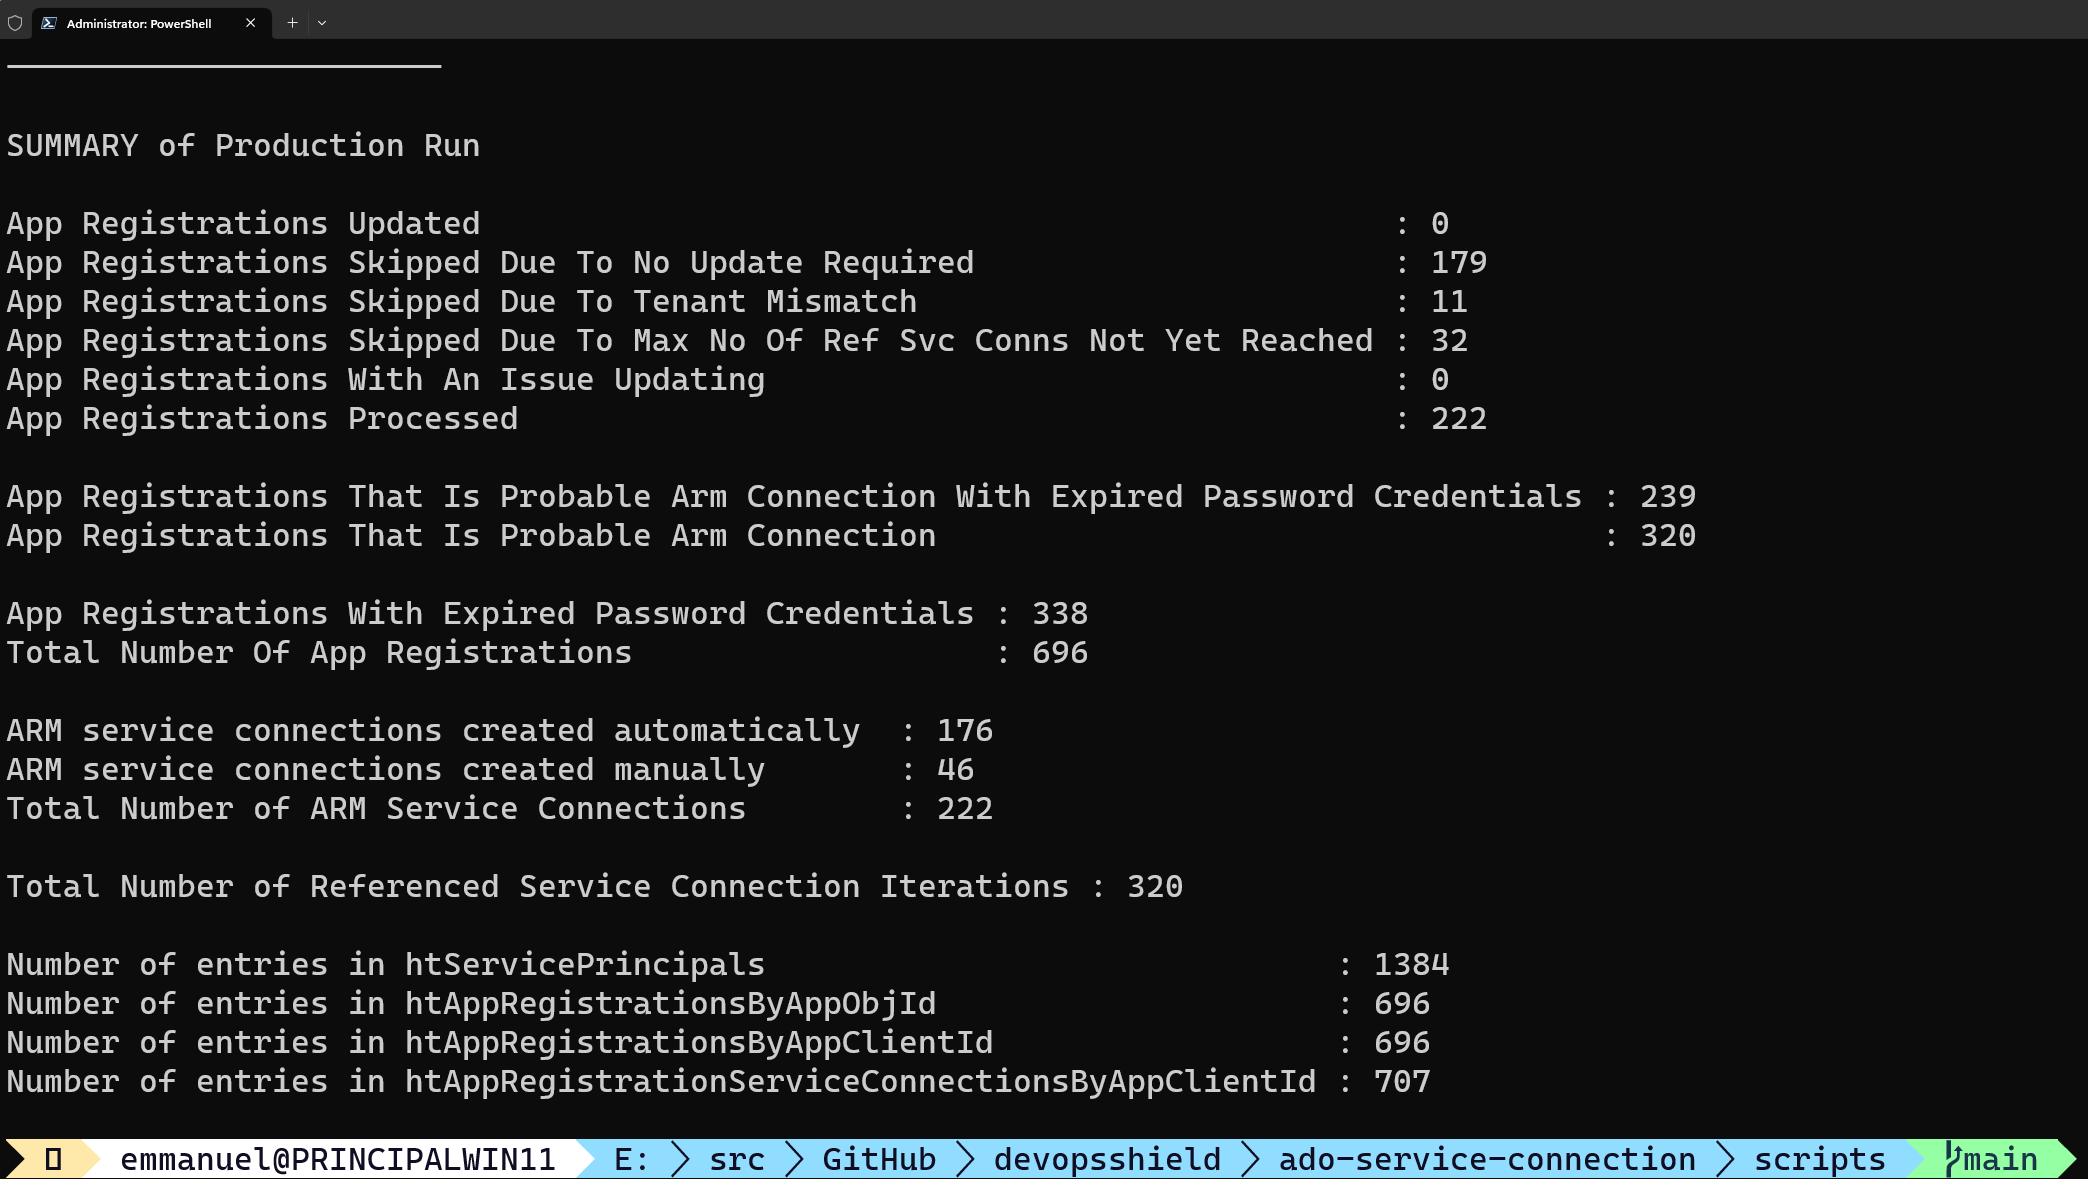 Administrator: PowerShell
SUMMARY of Production Run
App Registrations Updated : 0
App Registrations Skipped Due To No Update Required : 179
App Registrations Skipped Due To Tenant Mismatch : 11
App Registrations Skipped Due To Max No Of Ref Svc Conns Not Yet Reached : 32
App Registrations With An Issue Updating : 0
App Registrations Processed : 222
App Registrations That Is Probable Arm Connection With Expired Password Credentials : 239
App Registrations That Is Probable Arm Connection : 320
App Registrations With Expired Password Credentials : 338
Total Number Of App Registrations : 696
ARM service connections created automatically : 176
ARM service connections created manually : 46
Total Number of ARM Service Connections : 222
Total Number of Referenced Service Connection Iterations : 320
Number of entries in htServicePrincipals : 1384
Number of entries in htAppRegistrationsByAppObjId : 696
Number of entries in htAppRegistrationsByAppClientId : 696
Number of entries in htAppRegistrationServiceConnectionsByAppClientId : 707
emmanuel@PRINCIPALWIN11 E: src GitHub devopsshield ado-service-connection scripts main